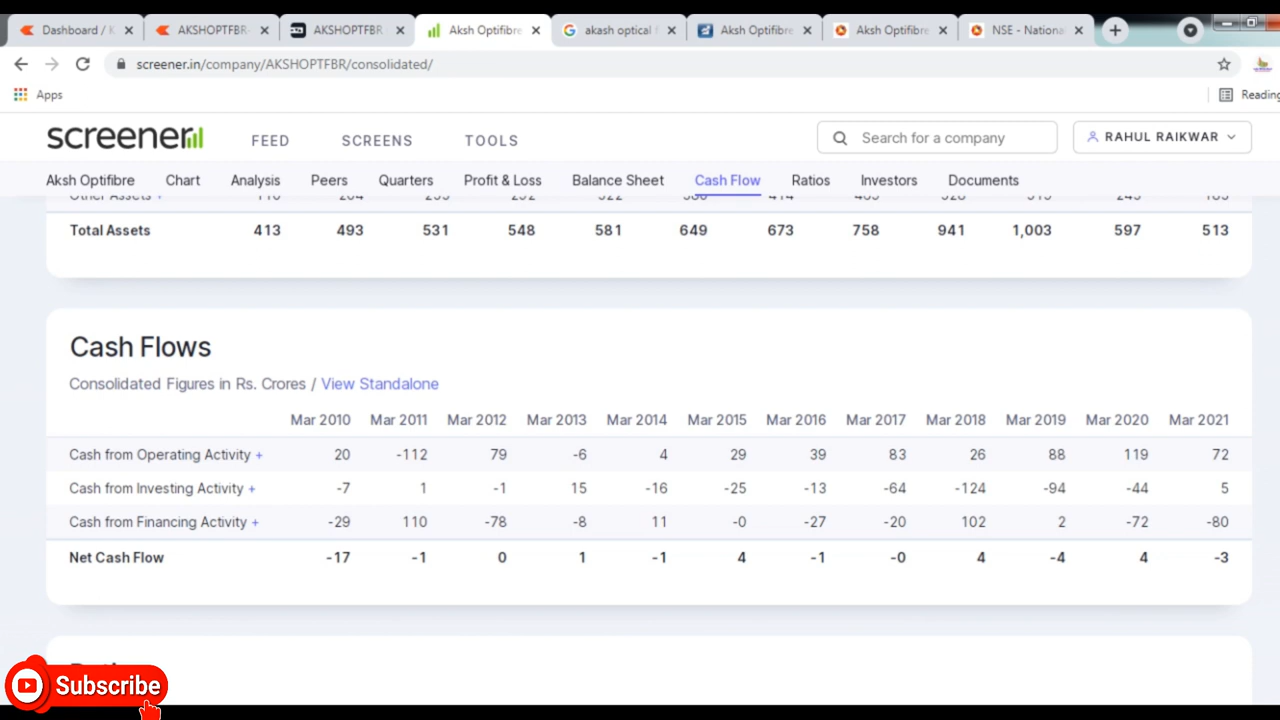 Dashboard / K
AKSHOPTFBR
AKSHOPTFBR
Aksh Optifibre
akash optical f
Aksh Optifibre
Aksh Optifibre
NSE - Nationa
screener.in/company/AKSHOPTFBR/consolidated/
Apps
Reading
screener
FEED
SCREENS
TOOLS
Search for a company
RAHUL RAIKWAR
Aksh Optifibre Chart Analysis Peers Quarters Profit & Loss Balance Sheet Cash Flow Ratios Investors Documents
Other Assets +
Total Assets 413 493 531 548 581 649 673 758 941 1,003 597 513
Cash Flows
Consolidated Figures in Rs. Crores / View Standalone
Mar 2010 Mar 2011 Mar 2012 Mar 2013 Mar 2014 Mar 2015 Mar 2016 Mar 2017 Mar 2018 Mar 2019 Mar 2020 Mar 2021
Cash from Operating Activity + 20 -112 79 -6 4 29 39 83 26 88 119 72
Cash from Investing Activity + -7 1 -1 15 -16 -25 -13 -64 -124 -94 -44 5
Cash from Financing Activity + -29 110 -78 -8 11 -0 -27 -20 102 2 -72 -80
Net Cash Flow -17 -1 0 1 -1 4 -1 -0 4 -4 4 -3
Subscribe